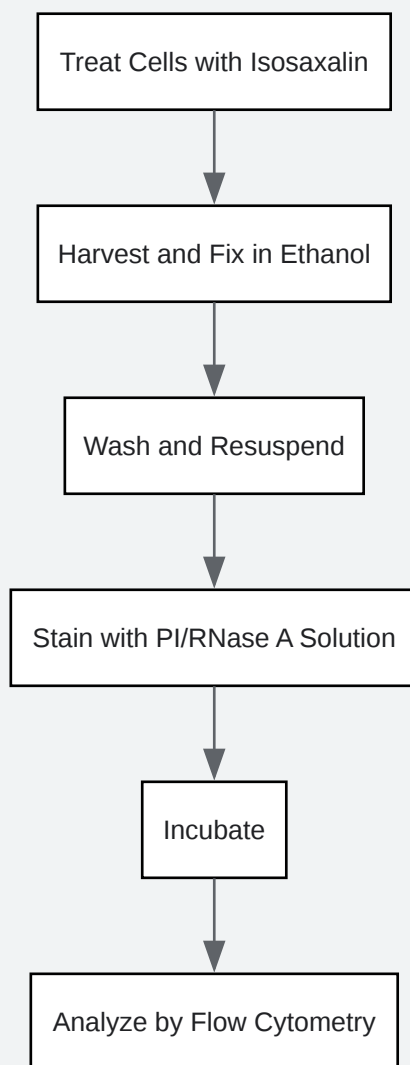 Treat Cells with Isosaxalin
Harvest and Fix in Ethanol
Wash and Resuspend
Stain with PI/RNase A Solution
Incubate
Analyze by Flow Cytometry